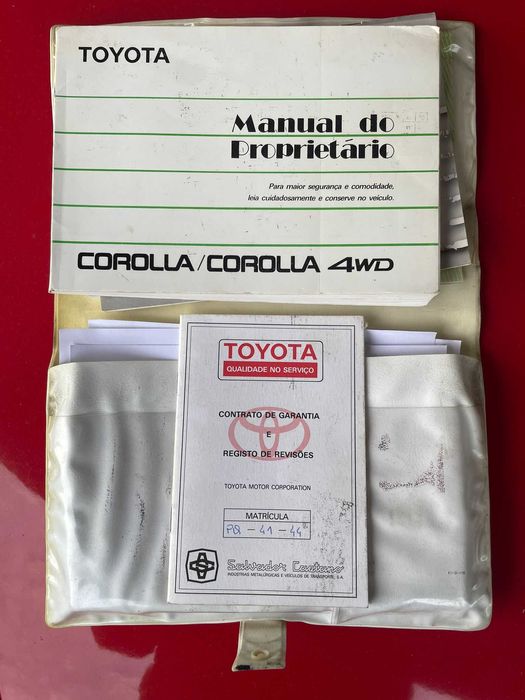 TOYOTA
Manual do
Proprietário
Para maior segurança e comodidade,
leia cuidadosamente e conserve no veículo.
COROLLA/COROLLA 4WD
TOYOTA
QUALIDADE NO SERVIÇO
CONTRATO DE GARANTIA
E
REGISTO DE REVISÕES
TOYOTA MOTOR CORPORATION
MATRÍCULA
PQ-41-44
Salvador Caetano
INDÚSTRIAS METALÚRGICAS E VEÍCULOS DE TRANSPORTE, S.A.